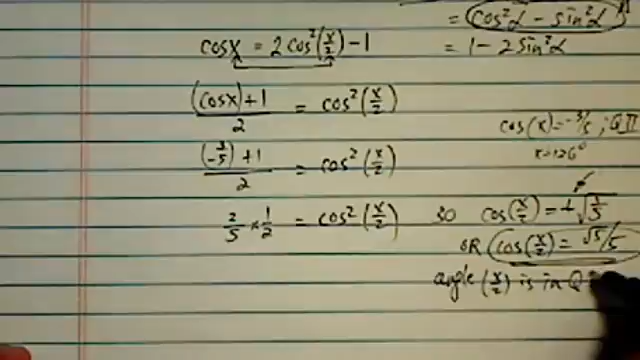 = cos²α - sin²α
cos x = 2cos²(x/2) - 1
= 1 - 2 sin²α
(cos x) + 1 / 2 = cos²(x/2)
cos(x) = -3/5 ; Q II
x = 126°
(-3/5) + 1 / 2 = cos²(x/2)
2/5 × 1/2 = cos²(x/2) so cos(x/2) = +√(1/5)
OR cos(x/2) = √5/5
angle (x/2) is in Q